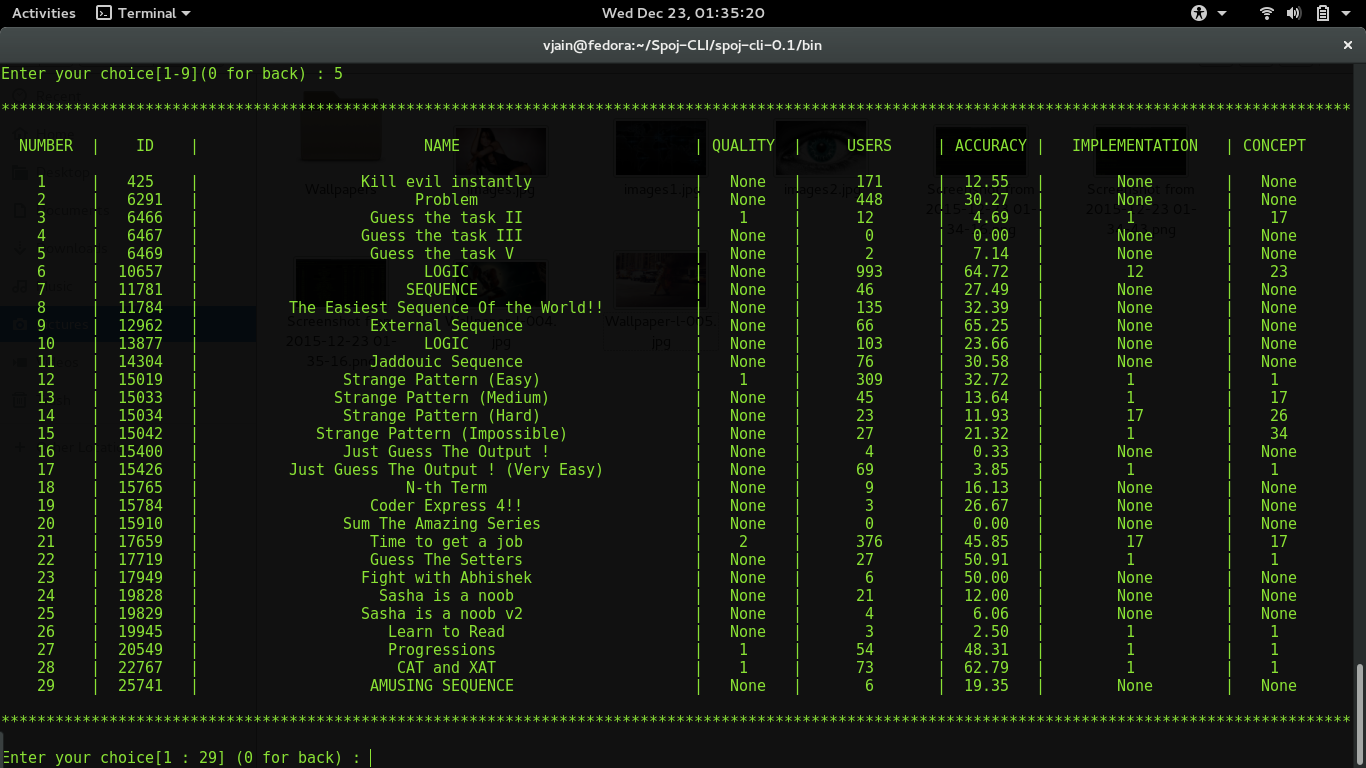 Activities Terminal Wed Dec 23, 01:35:20
vjain@fedora:~/Spoj-CLI/spoj-cli-0.1/bin ×
Enter your choice[1-9](0 for back) : 5
******************************************************************************************************************************************************
NUMBER | ID | NAME | QUALITY | USERS | ACCURACY | IMPLEMENTATION | CONCEPT
1 | 425 | Kill evil instantly | None | 171 | 12.55 | None | None
2 | 6291 | Problem | None | 448 | 30.27 | None | None
3 | 6466 | Guess the task II | 1 | 12 | 4.69 | 1 | 17
4 | 6467 | Guess the task III | None | 0 | 0.00 | None | None
5 | 6469 | Guess the task V | None | 2 | 7.14 | None | None
6 | 10657 | LOGIC | None | 993 | 64.72 | 12 | 23
7 | 11781 | SEQUENCE | None | 46 | 27.49 | None | None
8 | 11784 | The Easiest Sequence Of the World!! | None | 135 | 32.39 | None | None
9 | 12962 | External Sequence | None | 66 | 65.25 | None | None
10 | 13877 | LOGIC | None | 103 | 23.66 | None | None
11 | 14304 | Jaddouic Sequence | None | 76 | 30.58 | None | None
12 | 15019 | Strange Pattern (Easy) | 1 | 309 | 32.72 | 1 | 1
13 | 15033 | Strange Pattern (Medium) | None | 45 | 13.64 | 1 | 17
14 | 15034 | Strange Pattern (Hard) | None | 23 | 11.93 | 17 | 26
15 | 15042 | Strange Pattern (Impossible) | None | 27 | 21.32 | 1 | 34
16 | 15400 | Just Guess The Output ! | None | 4 | 0.33 | None | None
17 | 15426 | Just Guess The Output ! (Very Easy) | None | 69 | 3.85 | 1 | 1
18 | 15765 | N-th Term | None | 9 | 16.13 | None | None
19 | 15784 | Coder Express 4!! | None | 3 | 26.67 | None | None
20 | 15910 | Sum The Amazing Series | None | 0 | 0.00 | None | None
21 | 17659 | Time to get a job | 2 | 376 | 45.85 | 17 | 17
22 | 17719 | Guess The Setters | None | 27 | 50.91 | 1 | 1
23 | 17949 | Fight with Abhishek | None | 6 | 50.00 | None | None
24 | 19828 | Sasha is a noob | None | 21 | 12.00 | None | None
25 | 19829 | Sasha is a noob v2 | None | 4 | 6.06 | None | None
26 | 19945 | Learn to Read | None | 3 | 2.50 | 1 | 1
27 | 20549 | Progressions | 1 | 54 | 48.31 | 1 | 1
28 | 22767 | CAT and XAT | 1 | 73 | 62.79 | 1 | 1
29 | 25741 | AMUSING SEQUENCE | None | 6 | 19.35 | None | None
******************************************************************************************************************************************************
Enter your choice[1 : 29] (0 for back) :